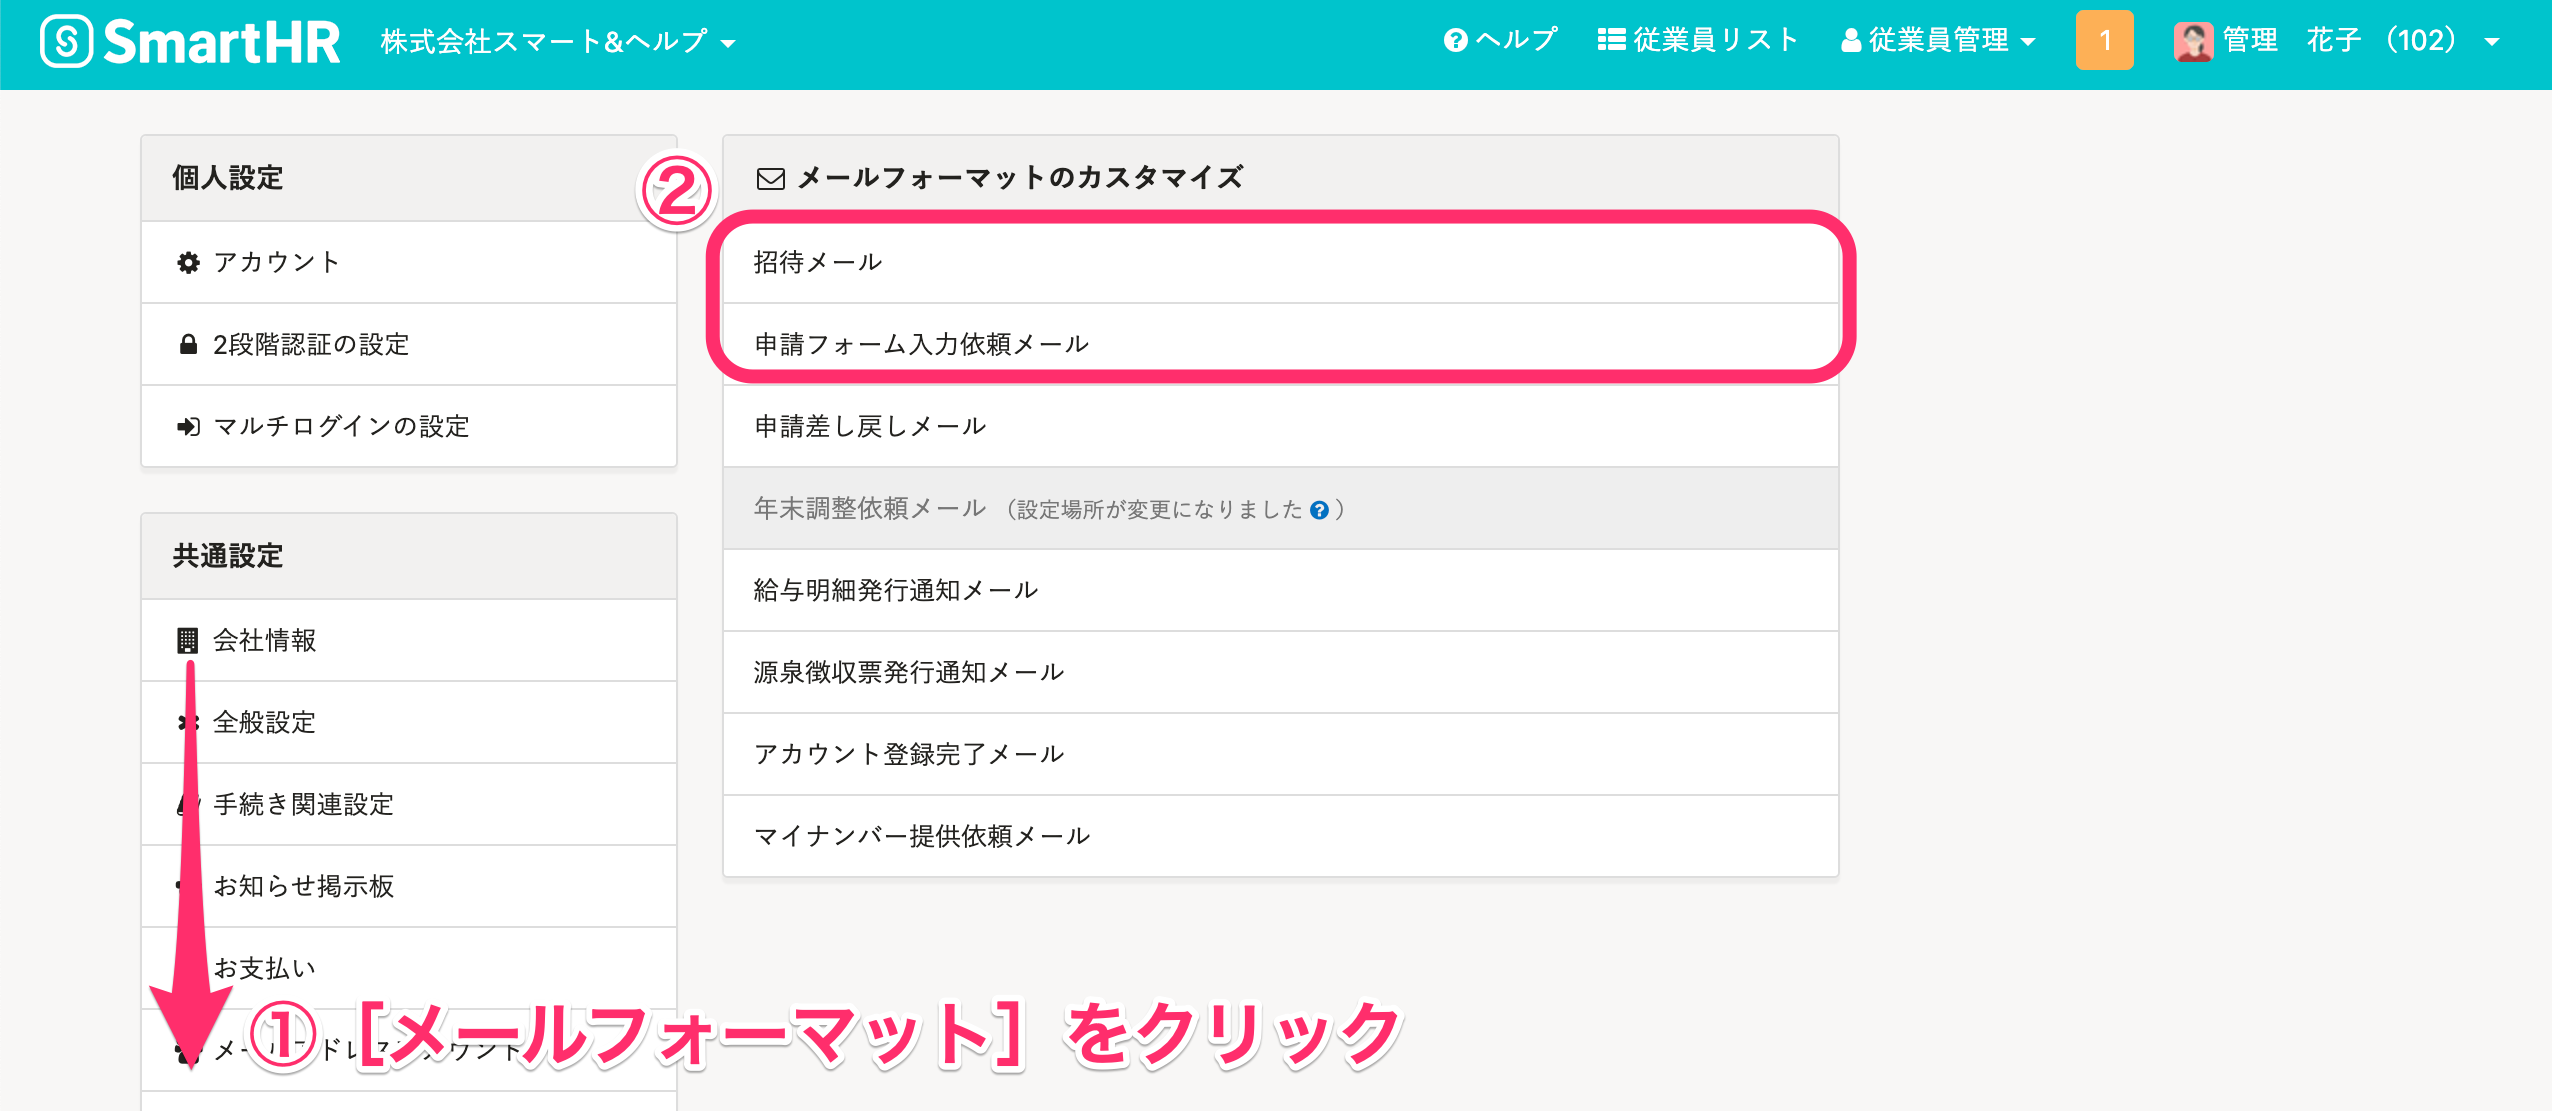 SmartHR 株式会社スマート&ヘルプ ヘルプ 従業員リスト 従業員管理 1 管理 花子 (102)
個人設定
アカウント
2段階認証の設定
マルチログインの設定
共通設定
会社情報
全般設定
手続き関連設定
お知らせ掲示板
お支払い
②
メールフォーマットのカスタマイズ
招待メール
申請フォーム入力依頼メール
申請差し戻しメール
年末調整依頼メール (設定場所が変更になりました ? )
給与明細発行通知メール
源泉徴収票発行通知メール
アカウント登録完了メール
マイナンバー提供依頼メール
①[メールフォーマット]をクリック